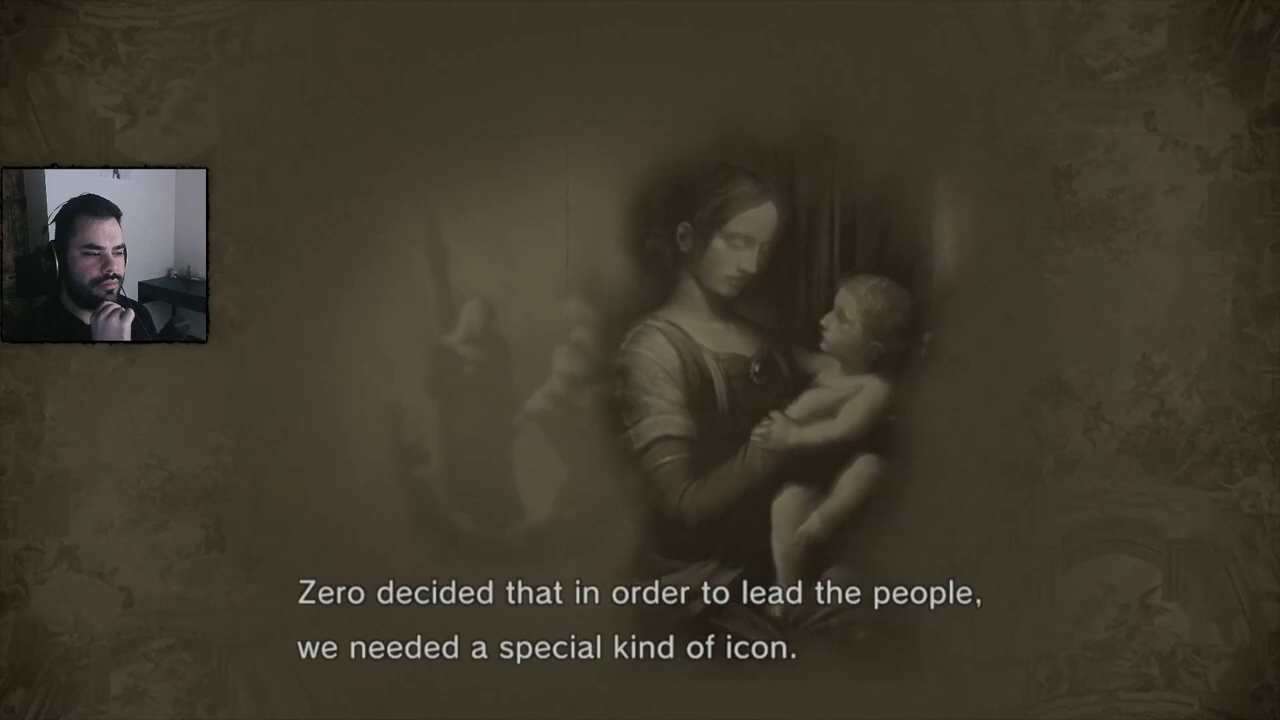 Zero decided that in order to lead the people,
we needed a special kind of icon.